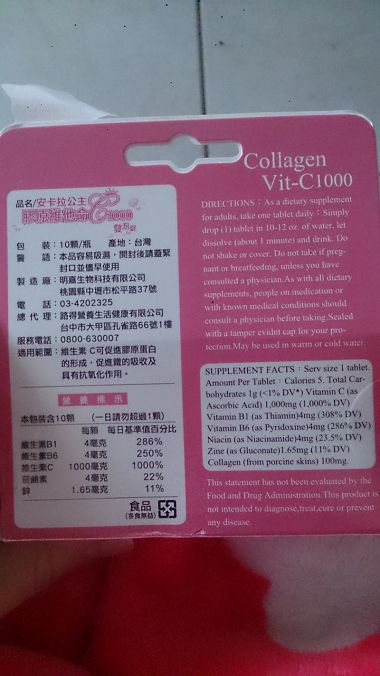 品名/安卡拉公主
膠原維他命C1000
發泡錠
包 裝：10顆/瓶 產地：台灣
警 語：本品容易吸濕，開封後請蓋緊
封口並儘早使用
製 造 廠：明嘉生物科技有限公司
桃園縣中壢市松平路37號
電 話：03-4202325
總 代 理：路得營養生活健康有限公司
台中市大甲區孔雀路66號1樓
服務電話：0800-630007
適用範圍：維生素 C可促進膠原蛋白
的形成，促進鐵的吸收及
具有抗氧化作用。
營 養 標 示
本包裝含10顆 （一日請勿超過1顆）
每顆 每日基準值百分比
維生素B1 4毫克 286%
維生素B6 4毫克 250%
維生素C 1000毫克 1000%
菸鹼素 4毫克 22%
鋅 1.65毫克 11%
食品
(多食無益)
Collagen
Vit-C1000
DIRECTIONS：As a dietary supplement
for adults, take one tablet daily：Simply
drop (1) tablet in 10-12 oz. of water, let
dissolve (about 1 minute) and drink. Do
not shake or cover. Do not take if preg-
nant or breatfeeding, unless you have
consulted a physician.As with all dietary
supplements, people on medication or
with known medical conditions should
consult a physician before taking.Sealed
with a tamper evidnt cap for your pro-
tection.May be used in warm or cold water.
SUPPLEMENT FACTS：Serv size 1 tablet.
Amount Per Tablet：Calories 5. Total Car-
bohydrates 1g (<1% DV*) Vitamin C (as
Ascorbic Acid) 1,000mg (1,000% DV)
Vitamin B1 (as Thiamin)4mg (308% DV)
Vitamin B6 (as Pyridoxine)4mg (286% DV)
Niacin (as Niacinamide)4mg (23.5% DV)
Zine (as Gluconate)1.65mg (11% DV)
Collagen (from porcine skins) 100mg.
This statement has not been evaluated by the
Food and Drug Administration.This product is
not intended to diagnose,treat,cure or prevent
any disease.